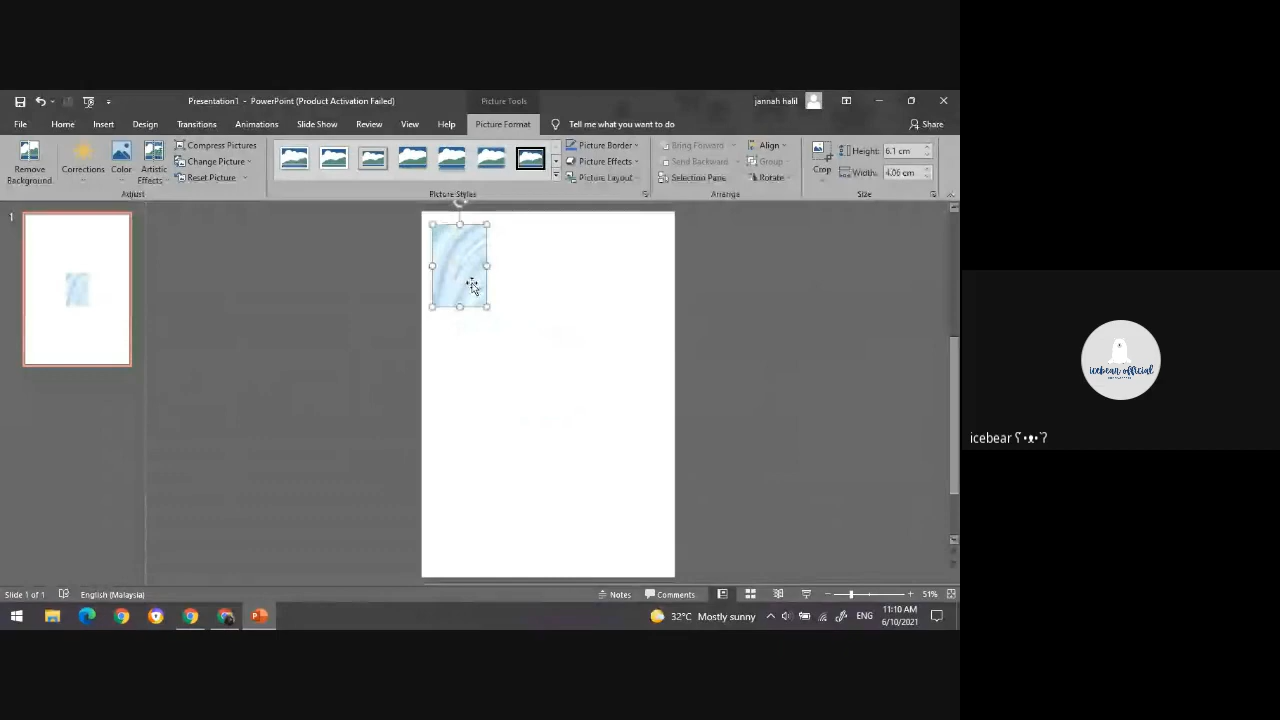 Presentation1 - PowerPoint (Product Activation Failed)
Picture Tools
jannah halil
File Home Insert Design Transitions Animations Slide Show Review View Help Picture Format Tell me what you want to do Share
Remove Background
Corrections
Color
Artistic Effects
Compress Pictures
Change Picture
Reset Picture
Adjust
Picture Border
Picture Effects
Picture Layout
Picture Styles
Bring Forward
Send Backward
Selection Pane
Align
Group
Rotate
Arrange
Crop
Height: 6.1 cm
Width: 4.06 cm
Size
1
icebear official
icebear ʕ•ᴥ•ʔ
Slide 1 of 1 English (Malaysia) Notes Comments 51%
32°C Mostly sunny ENG 11:10 AM
6/10/2021